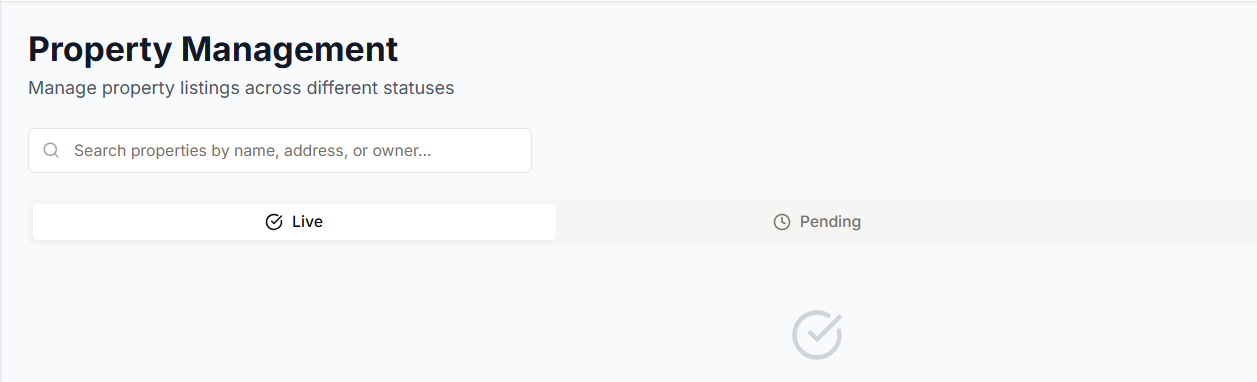 Property Management
Manage property listings across different statuses
Search properties by name, address, or owner...
Live
Pending